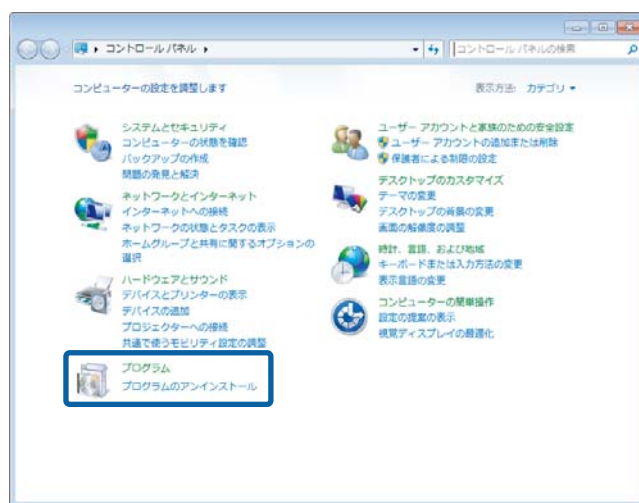 コントロール パネル
コントロール パネルの検索
コンピューターの設定を調整します
表示方法: カテゴリ
システムとセキュリティ
コンピューターの状態を確認
バックアップの作成
問題の発見と解決
ネットワークとインターネット
インターネットへの接続
ネットワークの状態とタスクの表示
ホームグループと共有に関するオプションの
選択
ハードウェアとサウンド
デバイスとプリンターの表示
デバイスの追加
プロジェクターへの接続
共通で使うモビリティ設定の調整
プログラム
プログラムのアンインストール
ユーザー アカウントと家族のための安全設定
ユーザー アカウントの追加または削除
保護者による制限の設定
デスクトップのカスタマイズ
テーマの変更
デスクトップの背景の変更
画面の解像度の調整
時計、言語、および地域
キーボードまたは入力方法の変更
表示言語の変更
コンピューターの簡単操作
設定の提案の表示
視覚ディスプレイの最適化